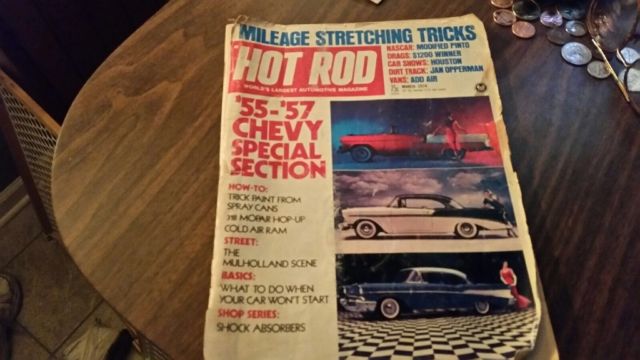 MILEAGE STRETCHING TRICKS
HOT ROD
WORLD'S LARGEST AUTOMOTIVE MAGAZINE
NASCAR: MODIFIED PINTO
DRAGS: $1200 WINNER
CAR SHOWS: HOUSTON
DIRT TRACK: JAN OPPERMAN
VANS: ADD AIR
MARCH 1974
'55-'57
CHEVY
SPECIAL
SECTION
HOW-TO:
TRICK PAINT FROM
SPRAY CANS
318 MOPAR HOP-UP
COLD AIR RAM
STREET:
THE
MULHOLLAND SCENE
BASICS:
WHAT TO DO WHEN
YOUR CAR WON'T START
SHOP SERIES:
SHOCK ABSORBERS